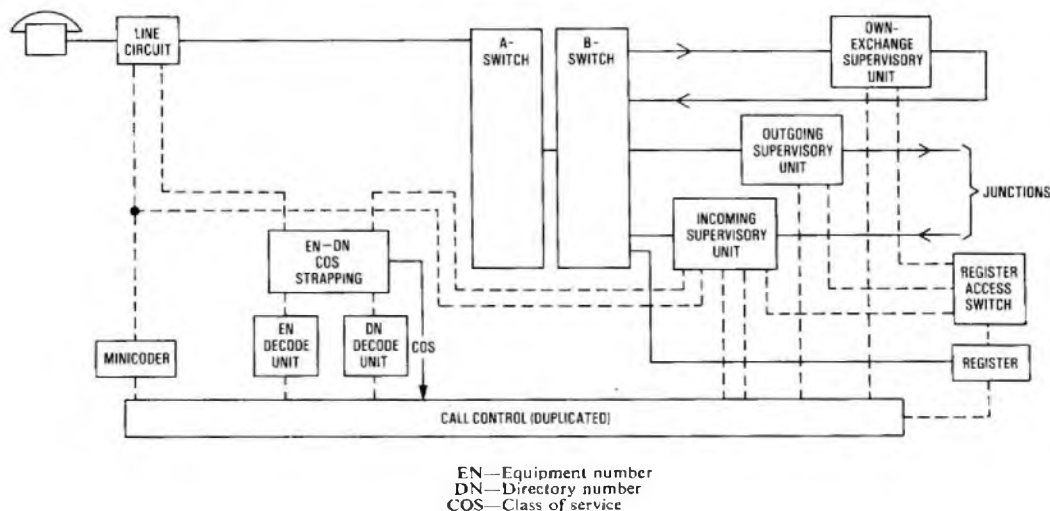 LINE
CIRCUIT
A-
SWITCH
B-
SWITCH
OWN-
EXCHANGE
SUPERVISORY
UNIT
OUTGOING
SUPERVISORY
UNIT
JUNCTIONS
INCOMING
SUPERVISORY
UNIT
EN-DN
COS
STRAPPING
REGISTER
ACCESS
SWITCH
MINICODER
EN
DECODE
UNIT
DN
DECODE
UNIT
COS
REGISTER
CALL CONTROL (DUPLICATED)
EN—Equipment number
DN—Directory number
COS—Class of service